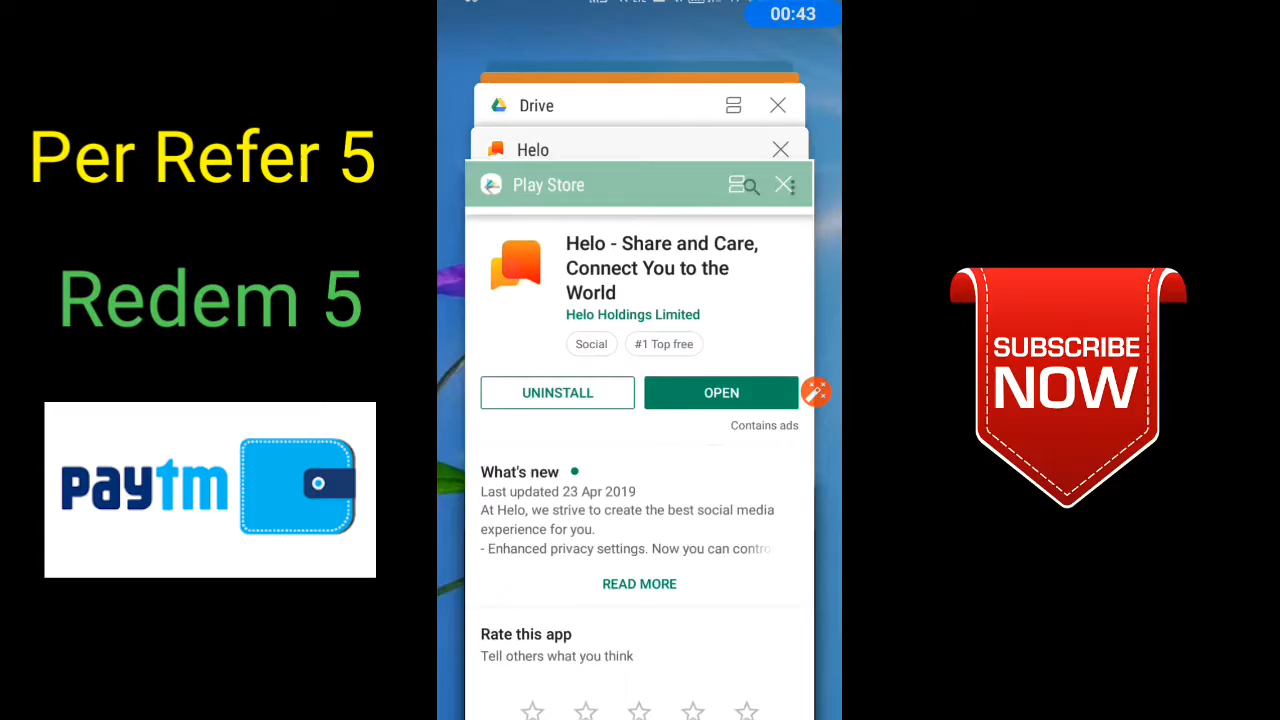 00:43
Per Refer 5
Redem 5
paytm
Drive
Helo
Play Store
Helo - Share and Care,
Connect You to the
World
Helo Holdings Limited
Social
#1 Top free
UNINSTALL
OPEN
Contains ads
What's new
Last updated 23 Apr 2019
At Helo, we strive to create the best social media
experience for you.
- Enhanced privacy settings. Now you can contro
READ MORE
Rate this app
Tell others what you think
SUBSCRIBE
NOW